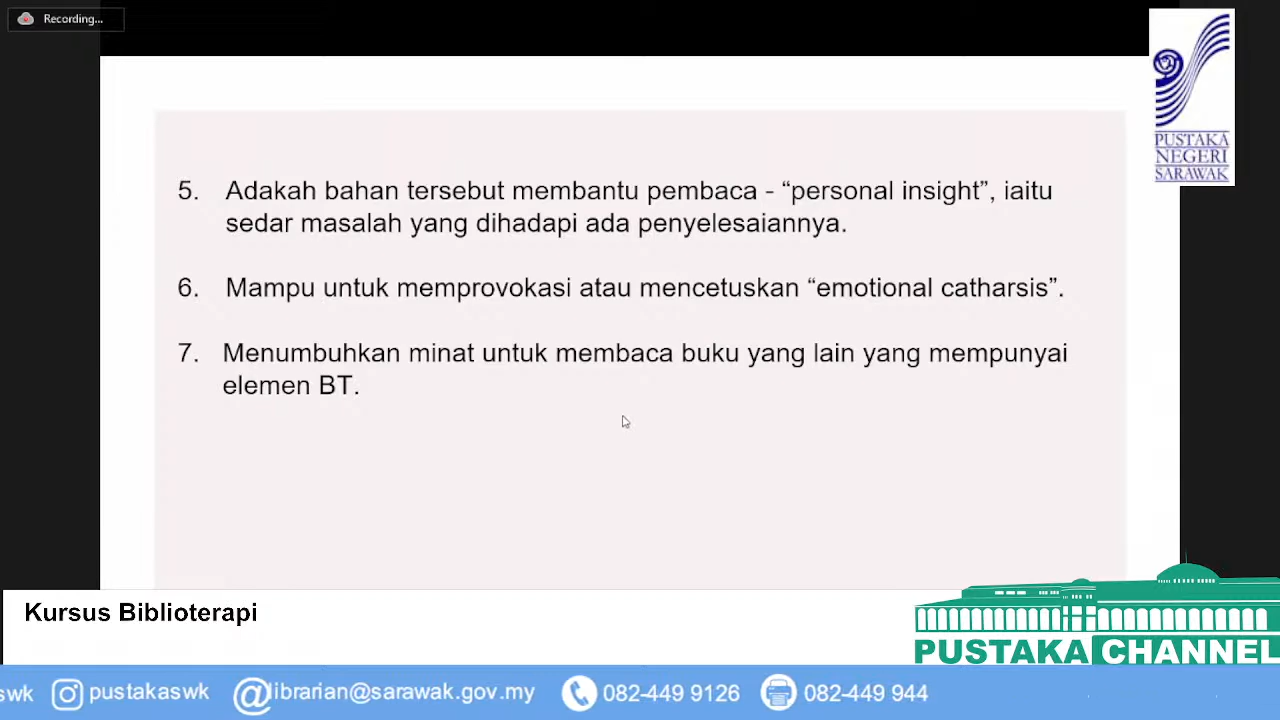 Recording...
PUSTAKA
NEGERI
SARAWAK
5. Adakah bahan tersebut membantu pembaca - “personal insight”, iaitu
sedar masalah yang dihadapi ada penyelesaiannya.
6. Mampu untuk memprovokasi atau mencetuskan “emotional catharsis”.
7. Menumbuhkan minat untuk membaca buku yang lain yang mempunyai
elemen BT.
Kursus Biblioterapi
PUSTAKA CHANNEL
swk pustakaswk @librarian@sarawak.gov.my 082-449 9126 082-449 944